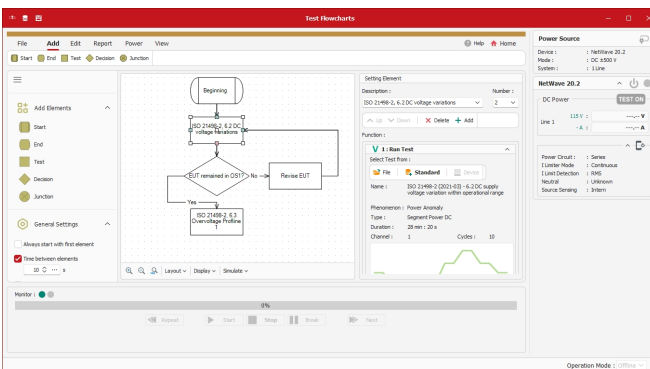 Test Flowcharts
File Add Edit Report Power View
Help Home
Start End Test Decision Junction
Add Elements
Start
End
Test
Decision
Junction
General Settings
Always start with first element
Time between elements
10 ... s
Beginning
ISO 21498-2, 6.2 DC
voltage variations
EUT remained in OS1?
No
Revise EUT
Yes
ISO 21498-2, 6.3
Overvoltage Profline
1
Layout Display Simulate
Setting Element
Description : Number :
ISO 21498-2, 6.2 DC voltage variations 2
Up Down Delete Add
Function :
1 : Run Test
Select Test from :
File Standard Device
Name : ISO 21498-2 (2021-03) - 6.2 DC supply
voltage variation within operational range
Phenomenon : Power Anomaly
Type : Segment Power DC
Duration : 28 min : 20 s
Channel : 1 Cycles : 10
Monitor :
0%
Repeat Start Stop Break Next
Power Source
Device : : NetWave 20.2
Mode : : DC ±500 V
System : : 1 Line
NetWave 20.2
DC Power TEST ON
Line 1
115 V : ---,-- V
- A : ---,-- A
Power Circuit : : Series
I Limiter Mode : Continuous
I Limit Detection : RMS
Neutral : Unknown
Source Sensing : Intern
Operation Mode : Offline